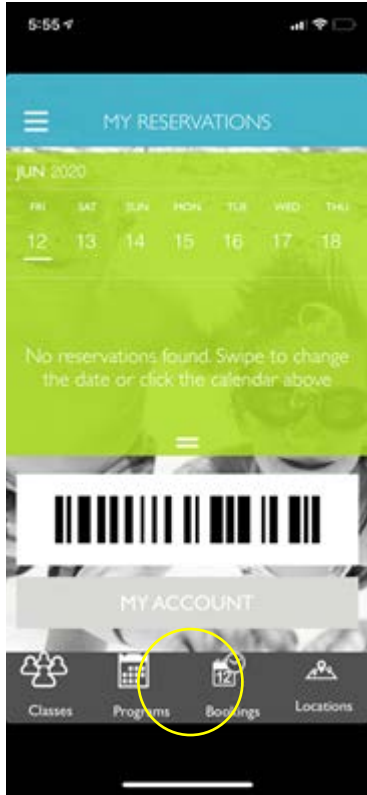 5:55
MY RESERVATIONS
JUN 2020
FRI SAT SUN MON TUE WED THU
12 13 14 15 16 17 18
No reservations found. Swipe to change
the date or click the calendar above
MY ACCOUNT
12
Classes Programs Bookings Locations